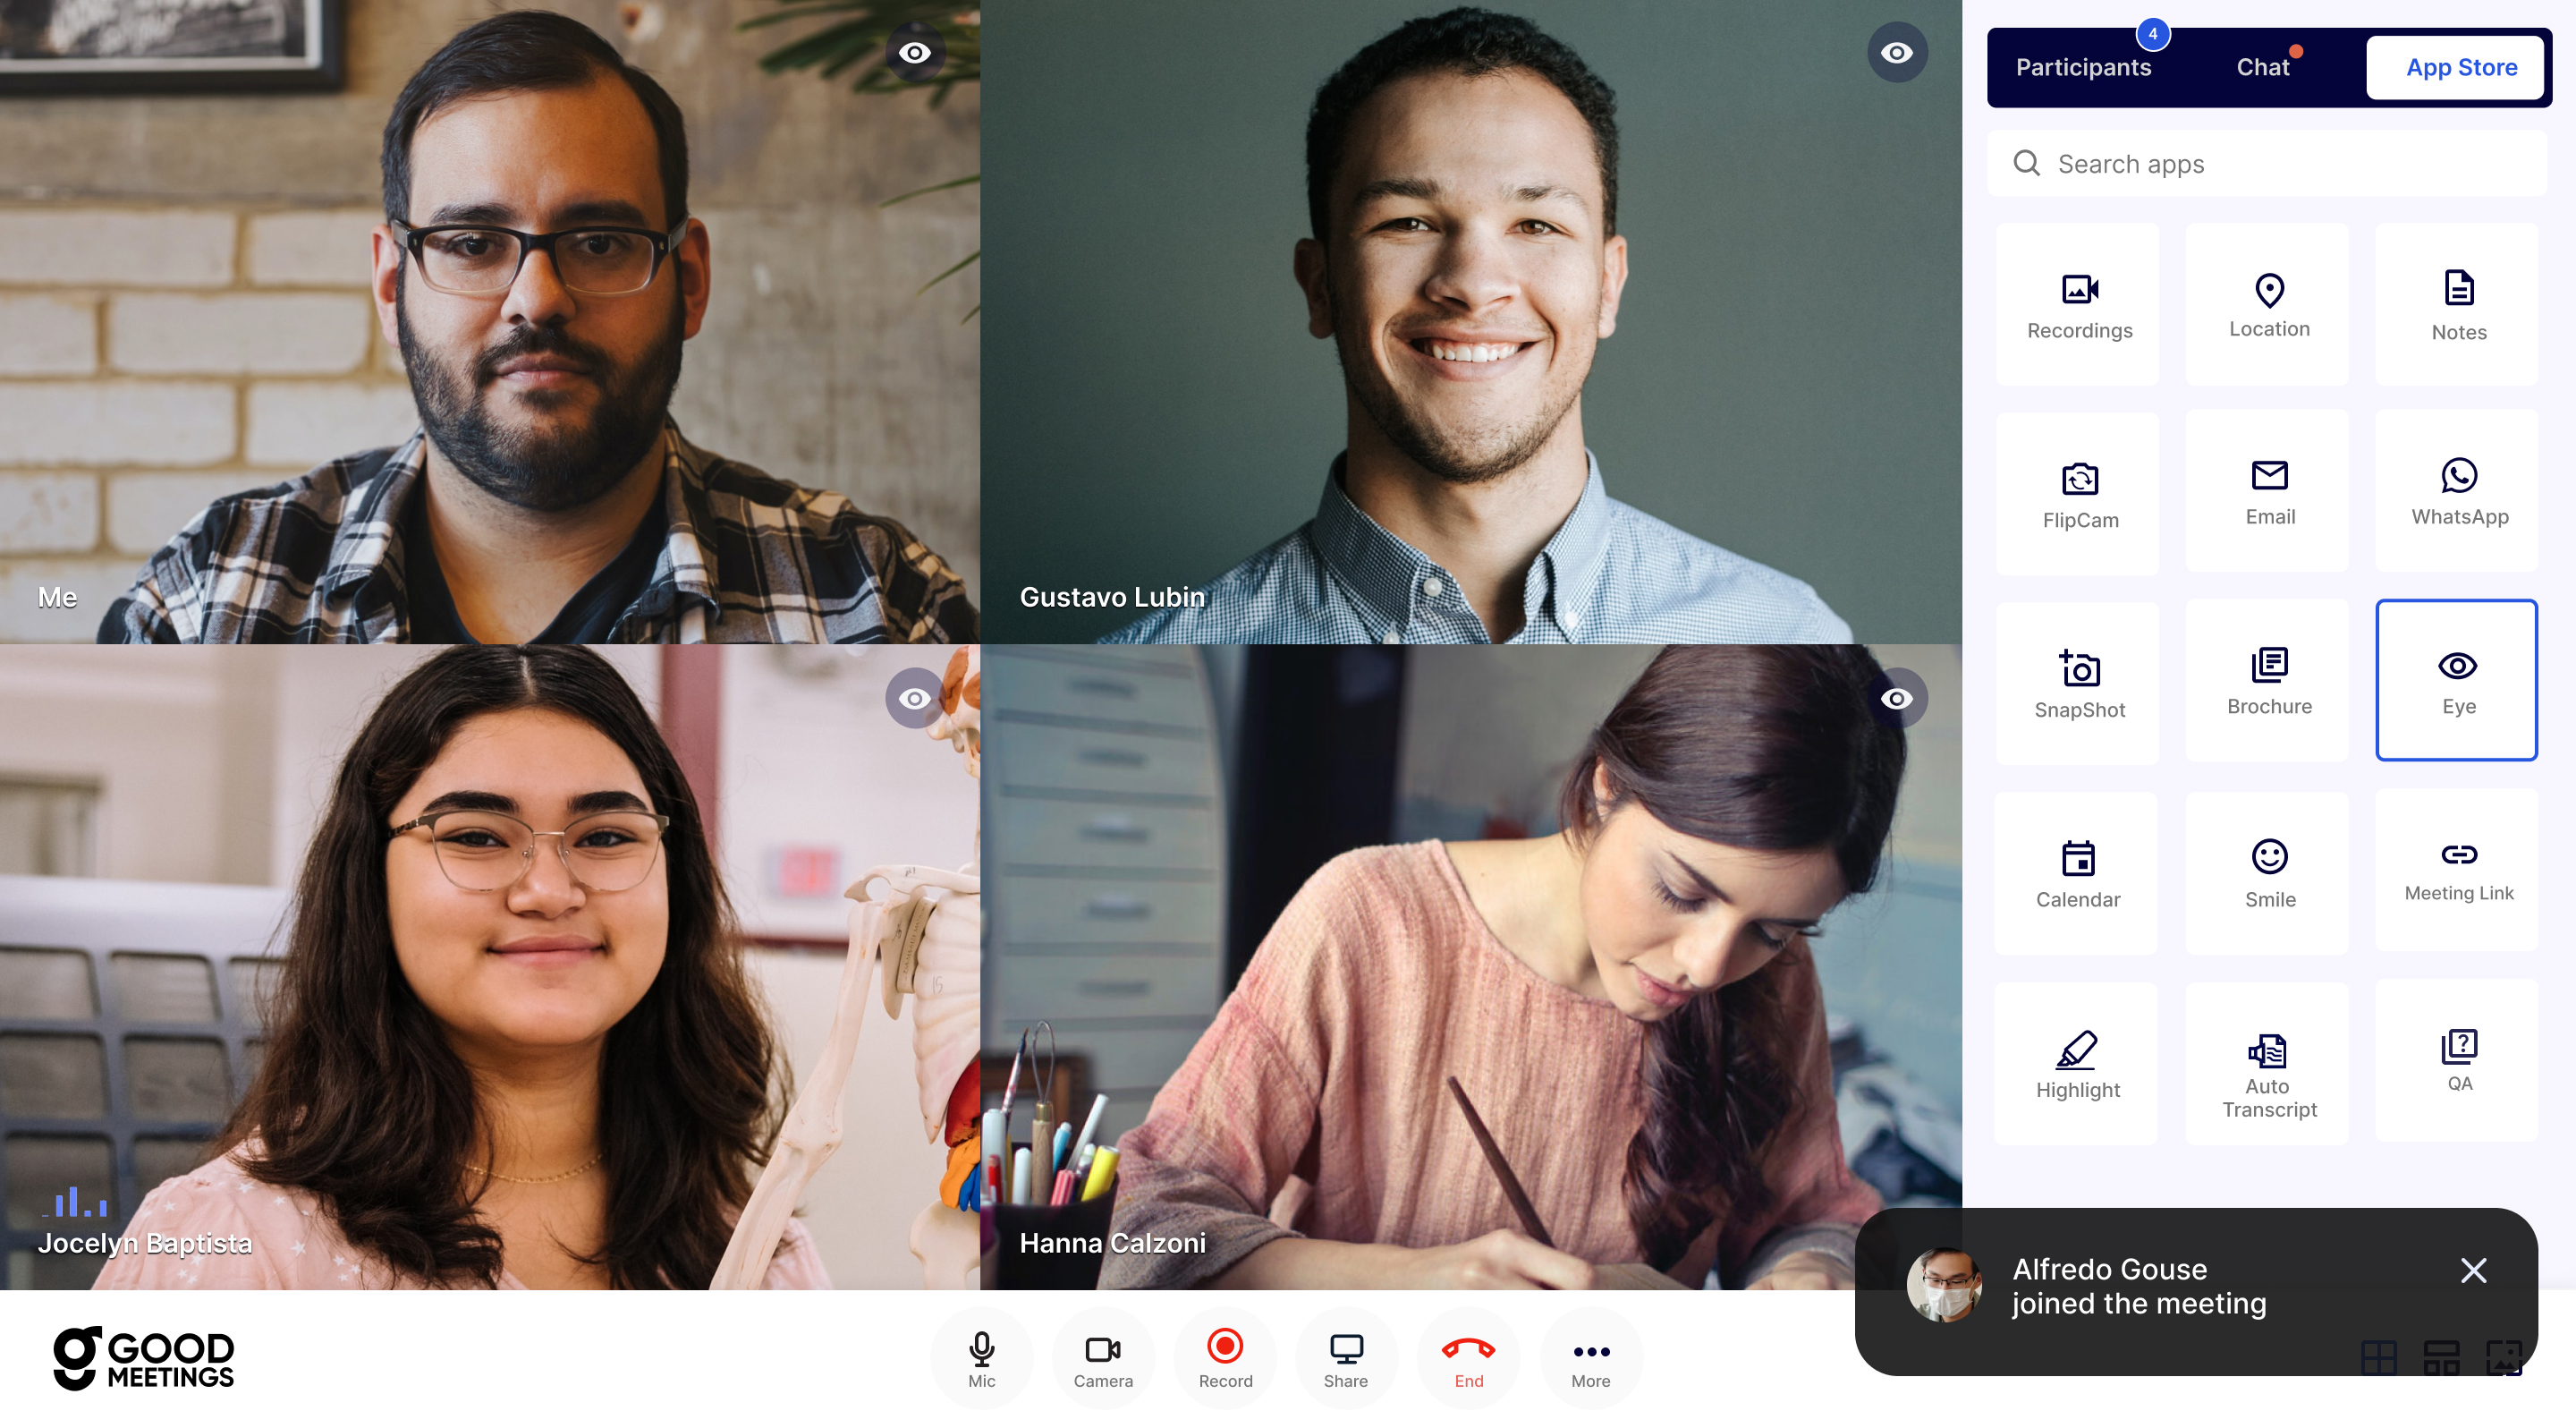 Participants
4
Chat
App Store
Search apps
Recordings
Location
Notes
FlipCam
Email
WhatsApp
SnapShot
Brochure
Eye
Calendar
Smile
Meeting Link
Highlight
Auto
Transcript
QA
Me
Gustavo Lubin
Jocelyn Baptista
Hanna Calzoni
Alfredo Gouse
joined the meeting
GOOD
MEETINGS
Mic
Camera
Record
Share
End
More